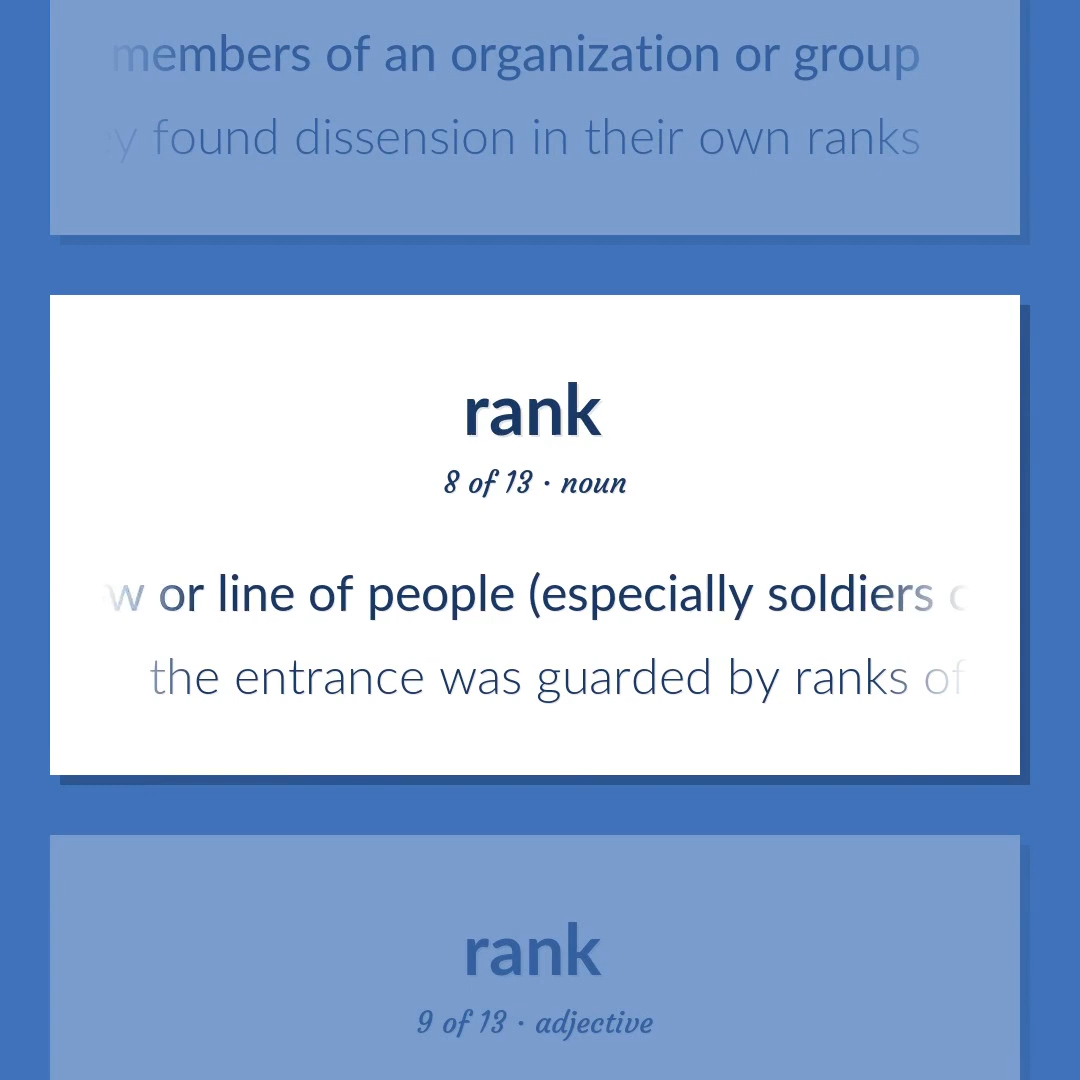 members of an organization or group
found dissension in their own ranks
rank
8 of 13 · noun
or line of people (especially soldiers
the entrance was guarded by ranks of
rank
9 of 13 · adjective